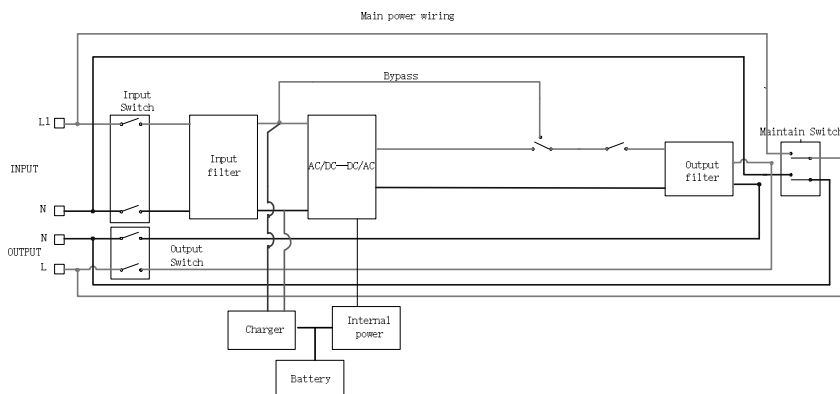 Main power wiring
Bypass
Input
Switch
L1
Maintain Switch
Input
filter
AC/DC—DC/AC
Output
filter
INPUT
N
N
OUTPUT
Output
Switch
L
Charger
Internal
power
Battery